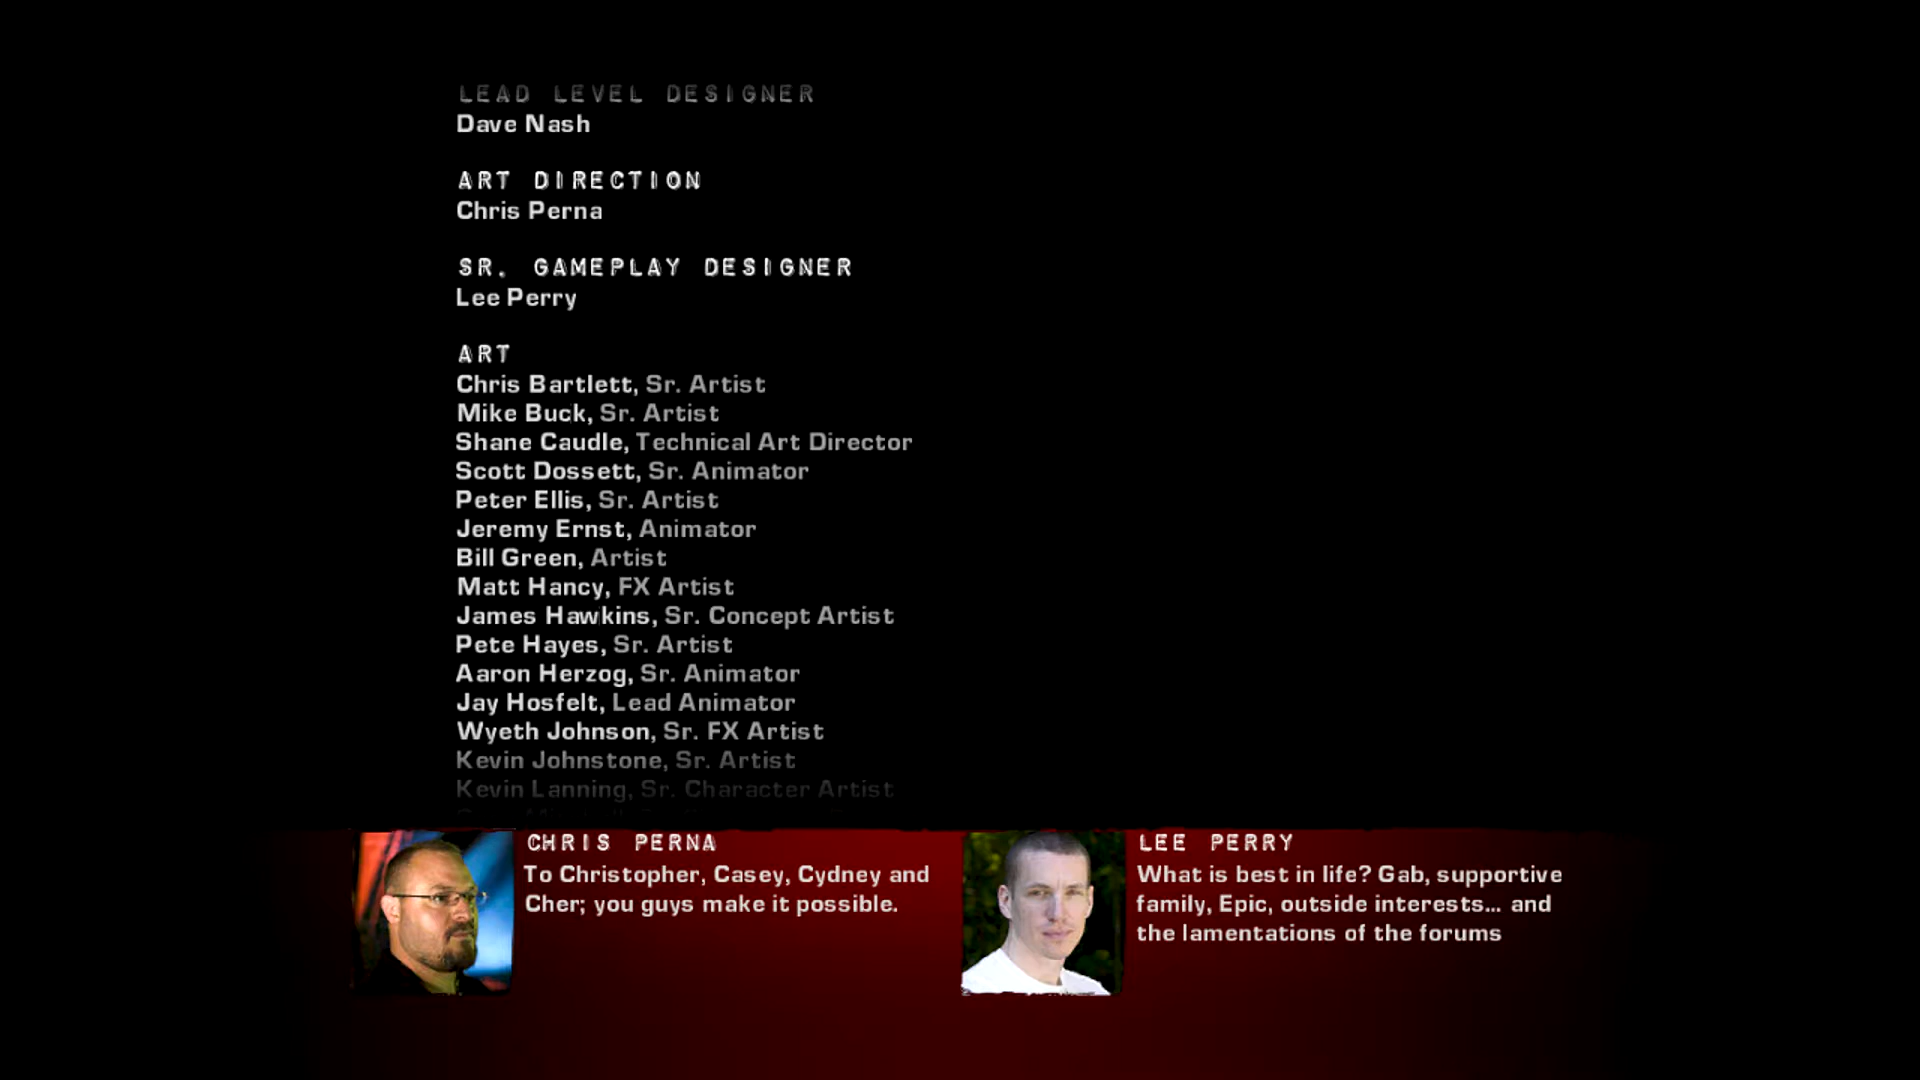 LEAD LEVEL DESIGNER
Dave Nash
ART DIRECTION
Chris Perna
SR. GAMEPLAY DESIGNER
Lee Perry
ART
Chris Bartlett, Sr. Artist
Mike Buck, Sr. Artist
Shane Caudle, Technical Art Director
Scott Dossett, Sr. Animator
Peter Ellis, Sr. Artist
Jeremy Ernst, Animator
Bill Green, Artist
Matt Hancy, FX Artist
James Hawkins, Sr. Concept Artist
Pete Hayes, Sr. Artist
Aaron Herzog, Sr. Animator
Jay Hosfelt, Lead Animator
Wyeth Johnson, Sr. FX Artist
Kevin Johnstone, Sr. Artist
Kevin Lanning, Sr. Character Artist
CHRIS PERNA
To Christopher, Casey, Cydney and
Cher; you guys make it possible.
LEE PERRY
What is best in life? Gab, supportive
family, Epic, outside interests... and
the lamentations of the forums